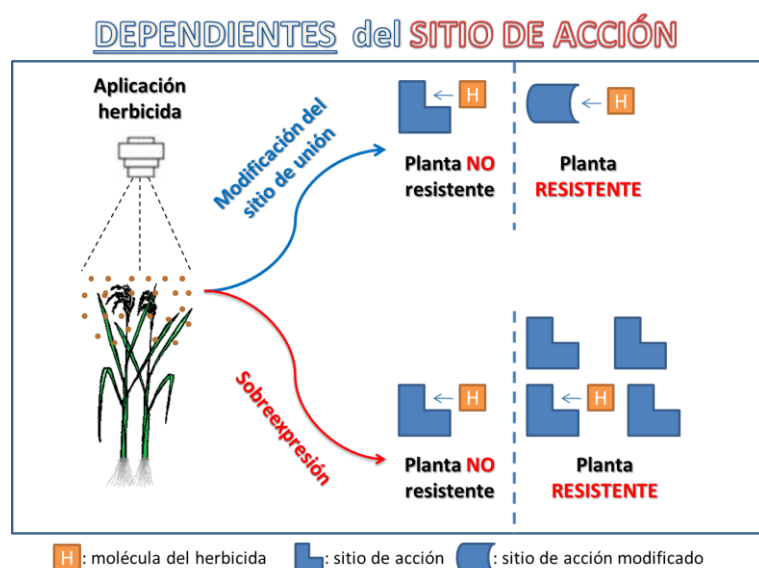 DEPENDIENTES del SITIO DE ACCIÓN
Aplicación
herbicida
Modificación del
sitio de unión
H
H
Planta NO
resistente
Planta
RESISTENTE
Sobreexpresión
H
H
Planta NO
resistente
Planta
RESISTENTE
H : molécula del herbicida : sitio de acción : sitio de acción modificado